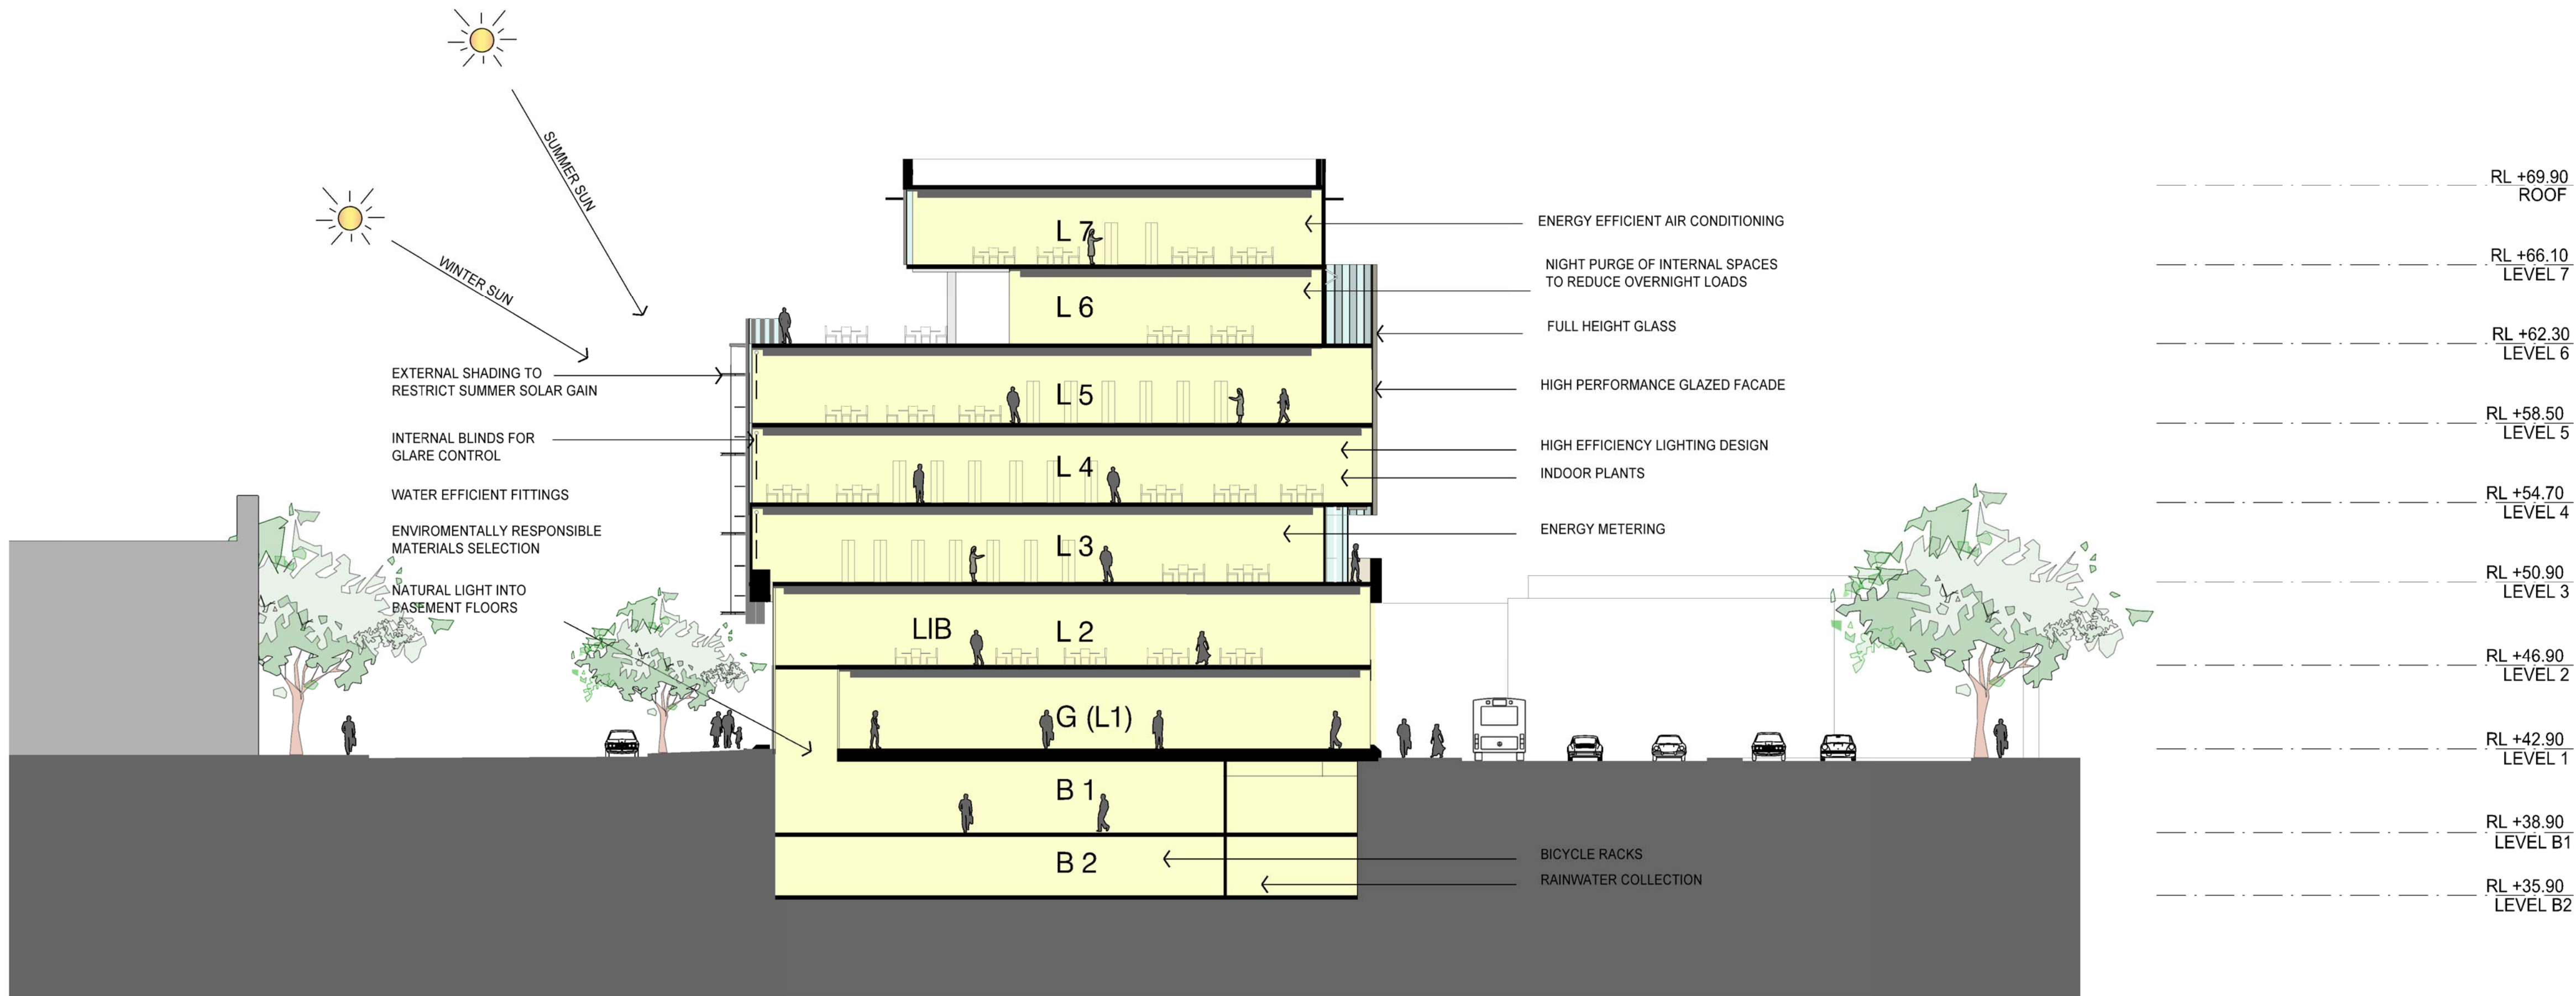 SUMMER SUN
WINTER SUN
EXTERNAL SHADING TO
RESTRICT SUMMER SOLAR GAIN
INTERNAL BLINDS FOR
GLARE CONTROL
WATER EFFICIENT FITTINGS
ENVIROMENTALLY RESPONSIBLE
MATERIALS SELECTION
NATURAL LIGHT INTO
BASEMENT FLOORS
L 7
L 6
L 5
L 4
L 3
LIB
L 2
G (L1)
B 1
B 2
ENERGY EFFICIENT AIR CONDITIONING
NIGHT PURGE OF INTERNAL SPACES
TO REDUCE OVERNIGHT LOADS
FULL HEIGHT GLASS
HIGH PERFORMANCE GLAZED FACADE
HIGH EFFICIENCY LIGHTING DESIGN
INDOOR PLANTS
ENERGY METERING
BICYCLE RACKS
RAINWATER COLLECTION
RL +69.90
ROOF
RL +66.10
LEVEL 7
RL +62.30
LEVEL 6
RL +58.50
LEVEL 5
RL +54.70
LEVEL 4
RL +50.90
LEVEL 3
RL +46.90
LEVEL 2
RL +42.90
LEVEL 1
RL +38.90
LEVEL B1
RL +35.90
LEVEL B2